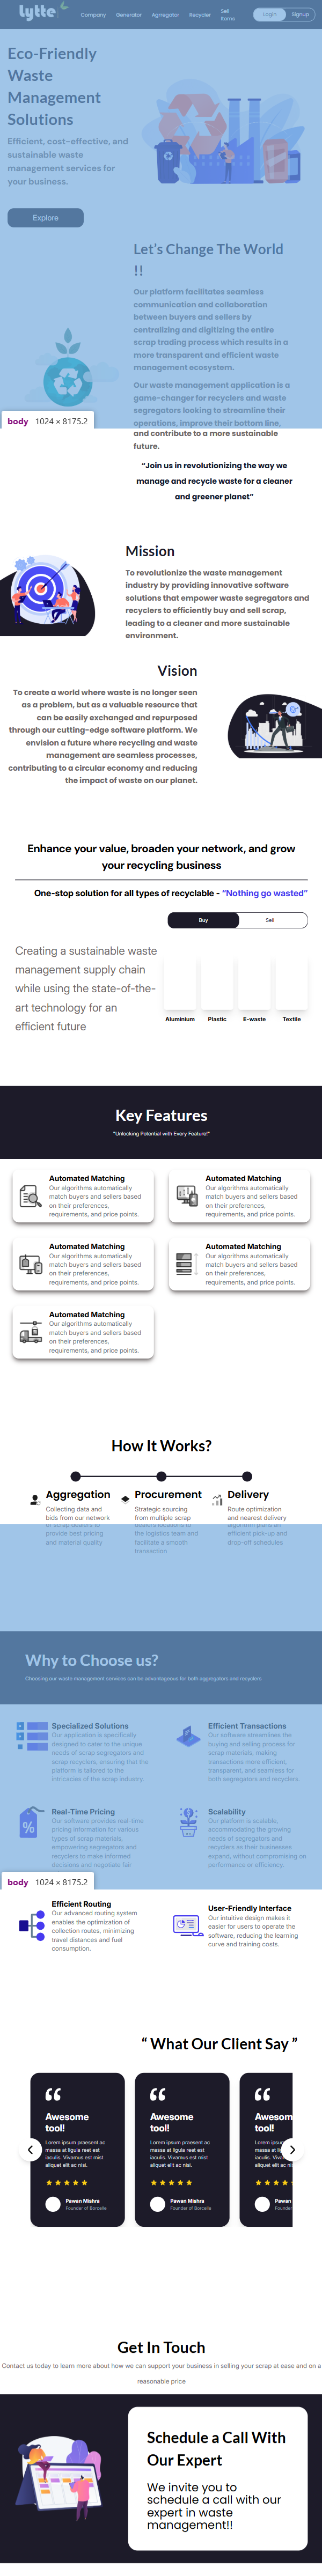 lytte
Company Generator Agrregator Recycler Sell Items Login Signup
Eco-Friendly
Waste
Management
Solutions
Efficient, cost-effective, and
sustainable waste
management services for
your business.
Explore
Let's Change The World
!!
Our platform facilitates seamless
communication and collaboration
between buyers and sellers by
centralizing and digitizing the entire
scrap trading process which results in a
more transparent and efficient waste
management ecosystem.
Our waste management application is a
game-changer for recyclers and waste
segregators looking to streamline their
operations, improve their bottom line,
and contribute to a more sustainable
future.
body 1024 × 8175.2
“Join us in revolutionizing the way we
manage and recycle waste for a cleaner
and greener planet”
Mission
To revolutionize the waste management
industry by providing innovative software
solutions that empower waste segregators and
recyclers to efficiently buy and sell scrap,
leading to a cleaner and more sustainable
environment.
Vision
To create a world where waste is no longer seen
as a problem, but as a valuable resource that
can be easily exchanged and repurposed
through our cutting-edge software platform. We
envision a future where recycling and waste
management are seamless processes,
contributing to a circular economy and reducing
the impact of waste on our planet.
Enhance your value, broaden your network, and grow
your recycling business
One-stop solution for all types of recyclable - “Nothing go wasted”
Buy Sell
Creating a sustainable waste
management supply chain
while using the state-of-the-
art technology for an
efficient future
Aluminium Plastic E-waste Textile
Key Features
"Unlocking Potential with Every Feature!"
Automated Matching
Our algorithms automatically
match buyers and sellers based
on their preferences,
requirements, and price points.
Automated Matching
Our algorithms automatically
match buyers and sellers based
on their preferences,
requirements, and price points.
Automated Matching
Our algorithms automatically
match buyers and sellers based
on their preferences,
requirements, and price points.
Automated Matching
Our algorithms automatically
match buyers and sellers based
on their preferences,
requirements, and price points.
Automated Matching
Our algorithms automatically
match buyers and sellers based
on their preferences,
requirements, and price points.
How It Works?
Aggregation
Collecting data and
bids from our network
of scrap dealers to
provide best pricing
and material quality
Procurement
Strategic sourcing
from multiple scrap
dealers locations to
the logistics team and
facilitate a smooth
transaction
Delivery
Route optimization
and nearest delivery
algorithm plans an
efficient pick-up and
drop-off schedules
Why to Choose us?
Choosing our waste management services can be advantageous for both aggregators and recyclers
Specialized Solutions
Our application is specifically
designed to cater to the unique
needs of scrap segregators and
scrap recyclers, ensuring that the
platform is tailored to the
intricacies of the scrap industry.
Efficient Transactions
Our software streamlines the
buying and selling process for
scrap materials, making
transactions more efficient,
transparent, and seamless for
both segregators and recyclers.
Real-Time Pricing
Our software provides real-time
pricing information for various
types of scrap materials,
empowering segregators and
recyclers to make informed
decisions and negotiate fair
Scalability
Our platform is scalable,
accommodating the growing
needs of segregators and
recyclers as their businesses
expand, without compromising on
performance or efficiency.
body 1024 × 8175.2
Efficient Routing
Our advanced routing system
enables the optimization of
collection routes, minimizing
travel distances and fuel
consumption.
User-Friendly Interface
Our intuitive design makes it
easier for users to operate the
software, reducing the learning
curve and training costs.
“ What Our Client Say ”
Awesome
tool!
Lorem ipsum praesent ac
massa at ligula reet est
iaculis. Vivamus est mist
aliquet elit ac nisl.
Pawan Mishra
Founder of Borcelle
Awesome
tool!
Lorem ipsum praesent ac
massa at ligula reet est
iaculis. Vivamus est mist
aliquet elit ac nisl.
Pawan Mishra
Founder of Borcelle
Awesom
tool!
Lorem ipsu
massa at lig
iaculis. Viva
aliquet elit ac nisl.
Pawan
Founder
Get In Touch
Contact us today to learn more about how we can support your business in selling your scrap at ease and on a
reasonable price
Schedule a Call With
Our Expert
We invite you to
schedule a call with our
expert in waste
management!!